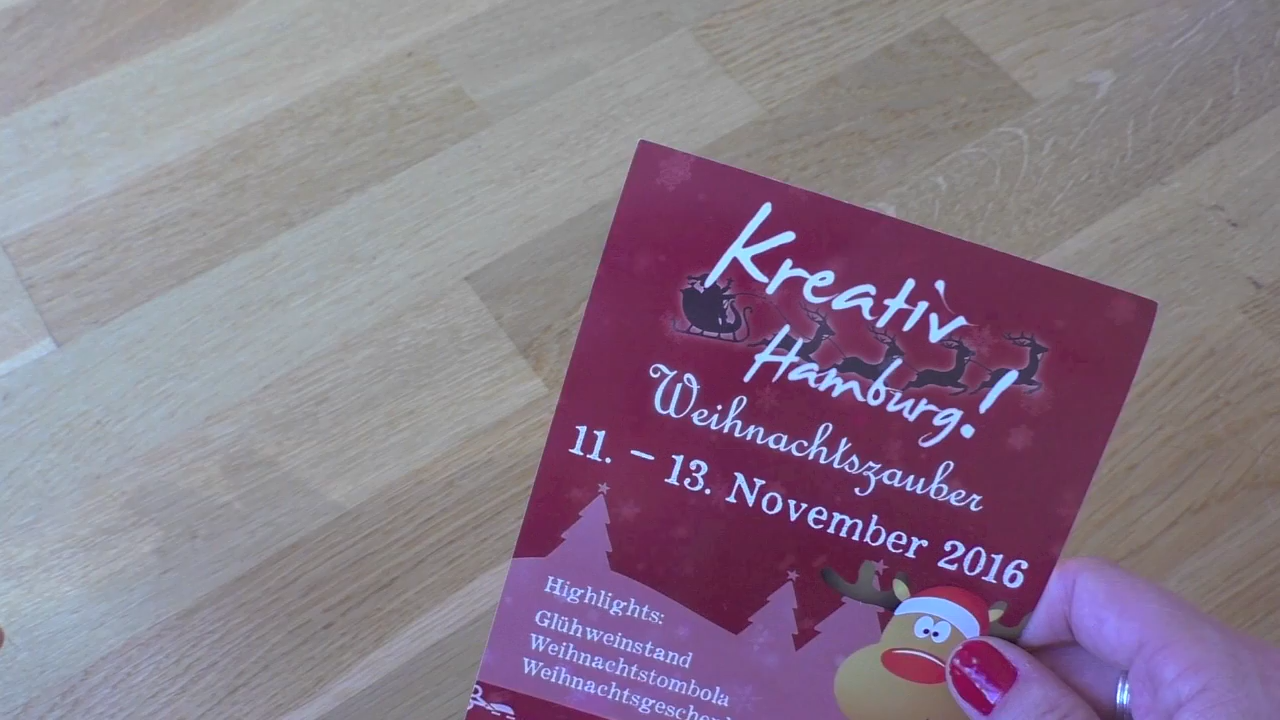 Kreativ
Hamburg!
Weihnachtszauber
11. – 13. November 2016
Highlights:
Glühweinstand
Weihnachtstombola